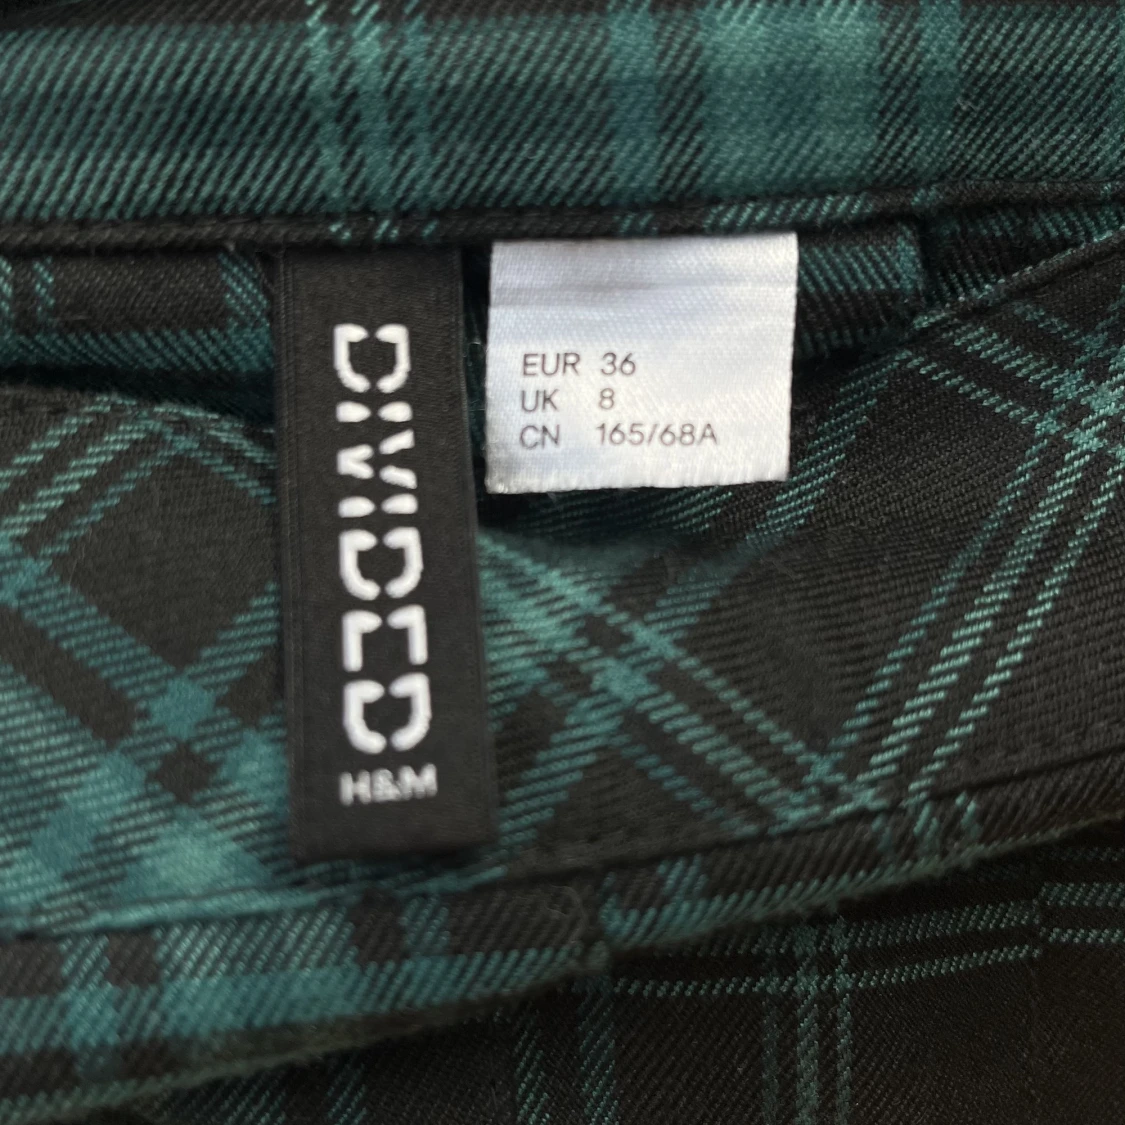 DIVIDED
H&M
EUR 36
UK 8
CN 165/68A